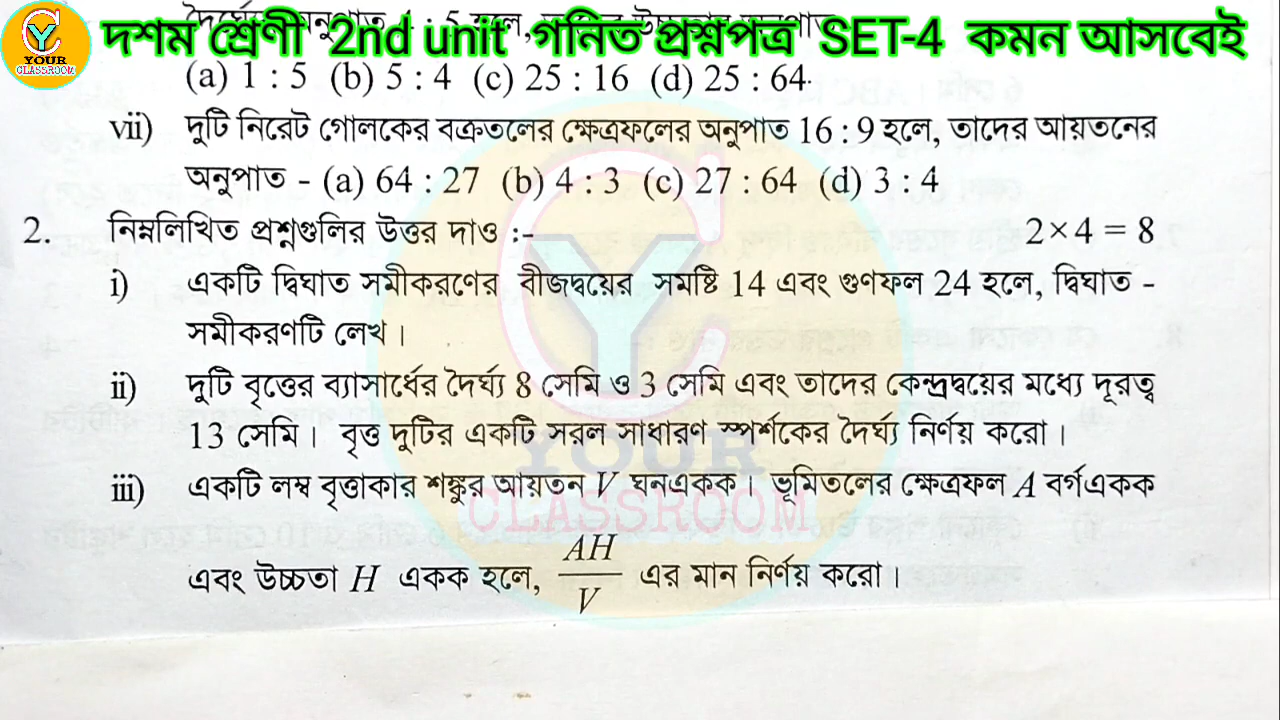 YOUR
CLASSROOM
দশম শ্রেণী 2nd unit গনিত প্রশ্নপত্র SET-4 কমন আসবেই
(a) 1 : 5 (b) 5 : 4 (c) 25 : 16 (d) 25 : 64
vii) দুটি নিরেট গোলকের বক্রতলের ক্ষেত্রফলের অনুপাত 16 : 9 হলে, তাদের আয়তনের
অনুপাত - (a) 64 : 27 (b) 4 : 3 (c) 27 : 64 (d) 3 : 4
2. নিম্নলিখিত প্রশ্নগুলির উত্তর দাও :- 2×4 = 8
i) একটি দ্বিঘাত সমীকরণের বীজদ্বয়ের সমষ্টি 14 এবং গুণফল 24 হলে, দ্বিঘাত -
সমীকরণটি লেখ।
ii) দুটি বৃত্তের ব্যাসার্ধের দৈর্ঘ্য 8 সেমি ও 3 সেমি এবং তাদের কেন্দ্রদ্বয়ের মধ্যে দূরত্ব
13 সেমি। বৃত্ত দুটির একটি সরল সাধারণ স্পর্শকের দৈর্ঘ্য নির্ণয় করো।
YOUR
iii) একটি লম্ব বৃত্তাকার শঙ্কুর আয়তন V ঘনএকক। ভূমিতলের ক্ষেত্রফল A বর্গএকক
CLASSROOM
এবং উচ্চতা H একক হলে, AH/V এর মান নির্ণয় করো।